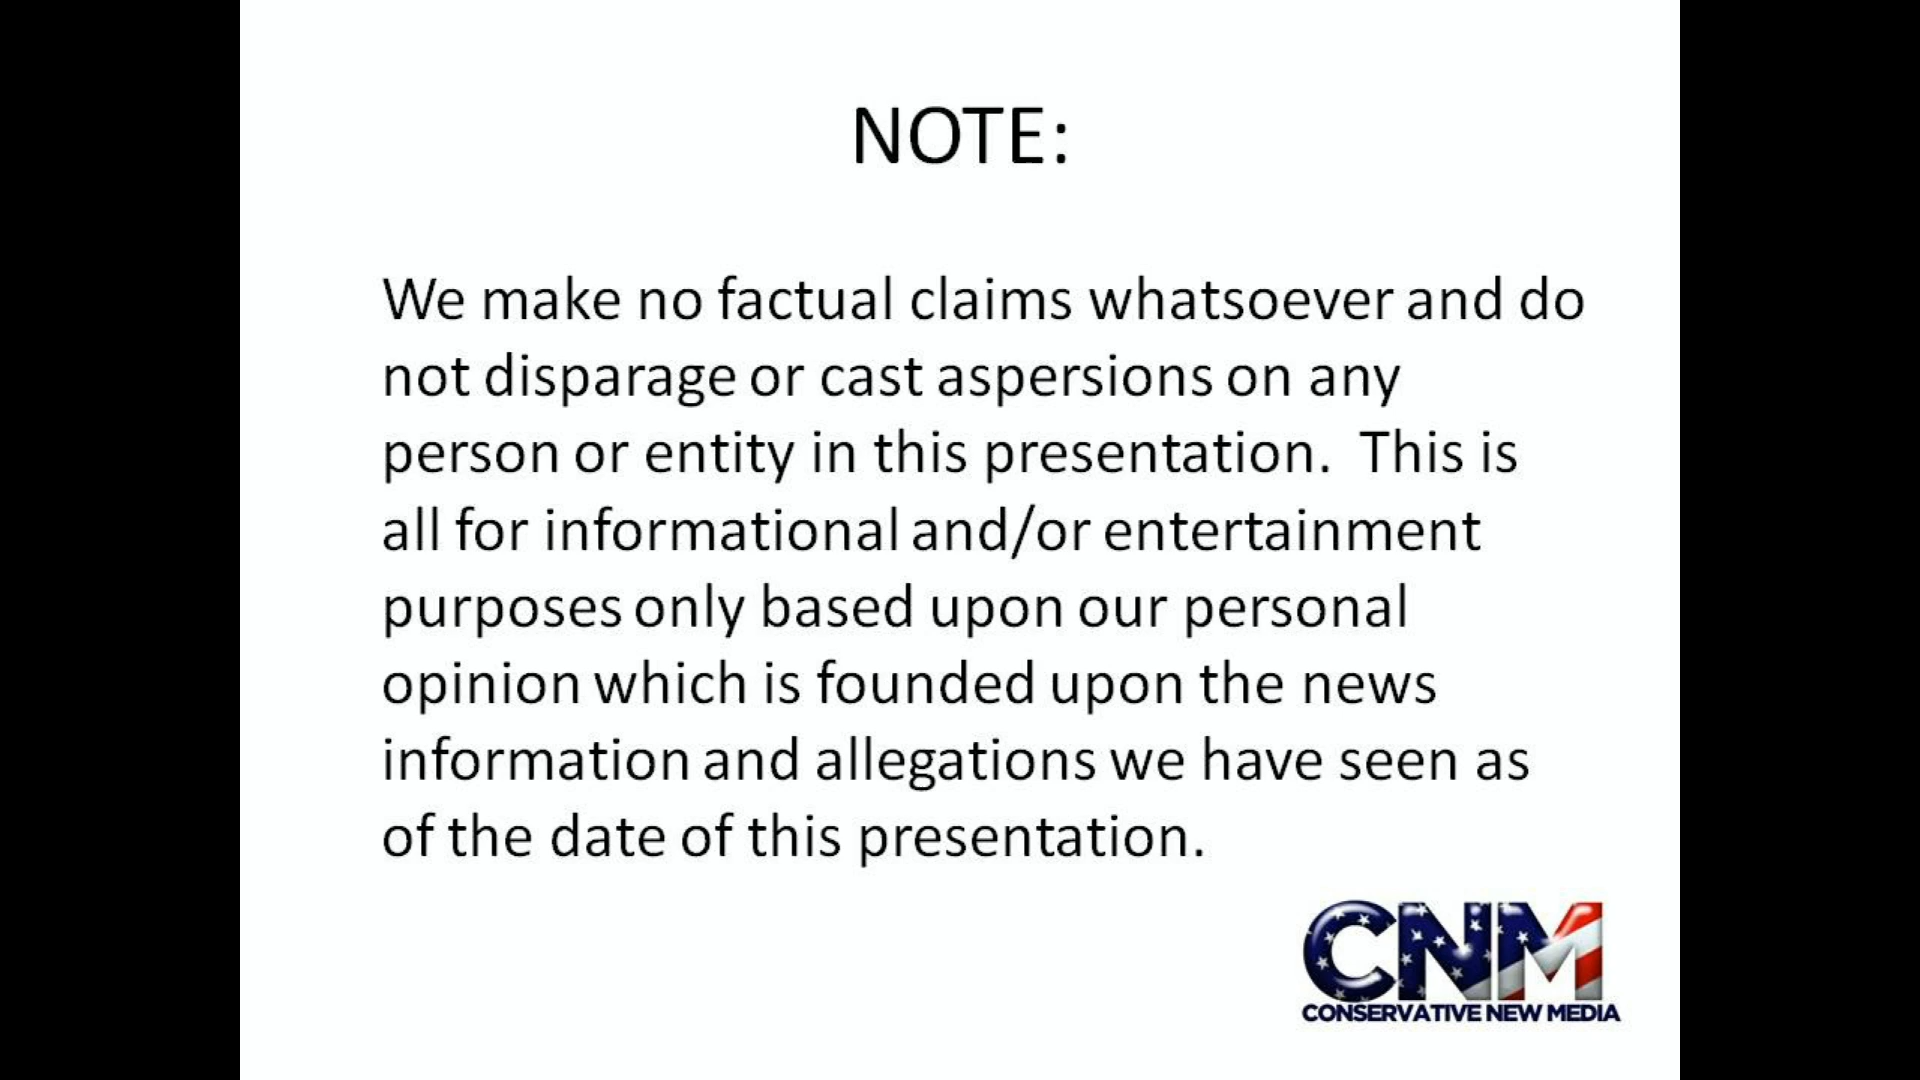 NOTE:
We make no factual claims whatsoever and do
not disparage or cast aspersions on any
person or entity in this presentation.  This is
all for informational and/or entertainment
purposes only based upon our personal
opinion which is founded upon the news
information and allegations we have seen as
of the date of this presentation.
CNM
CONSERVATIVE NEW MEDIA